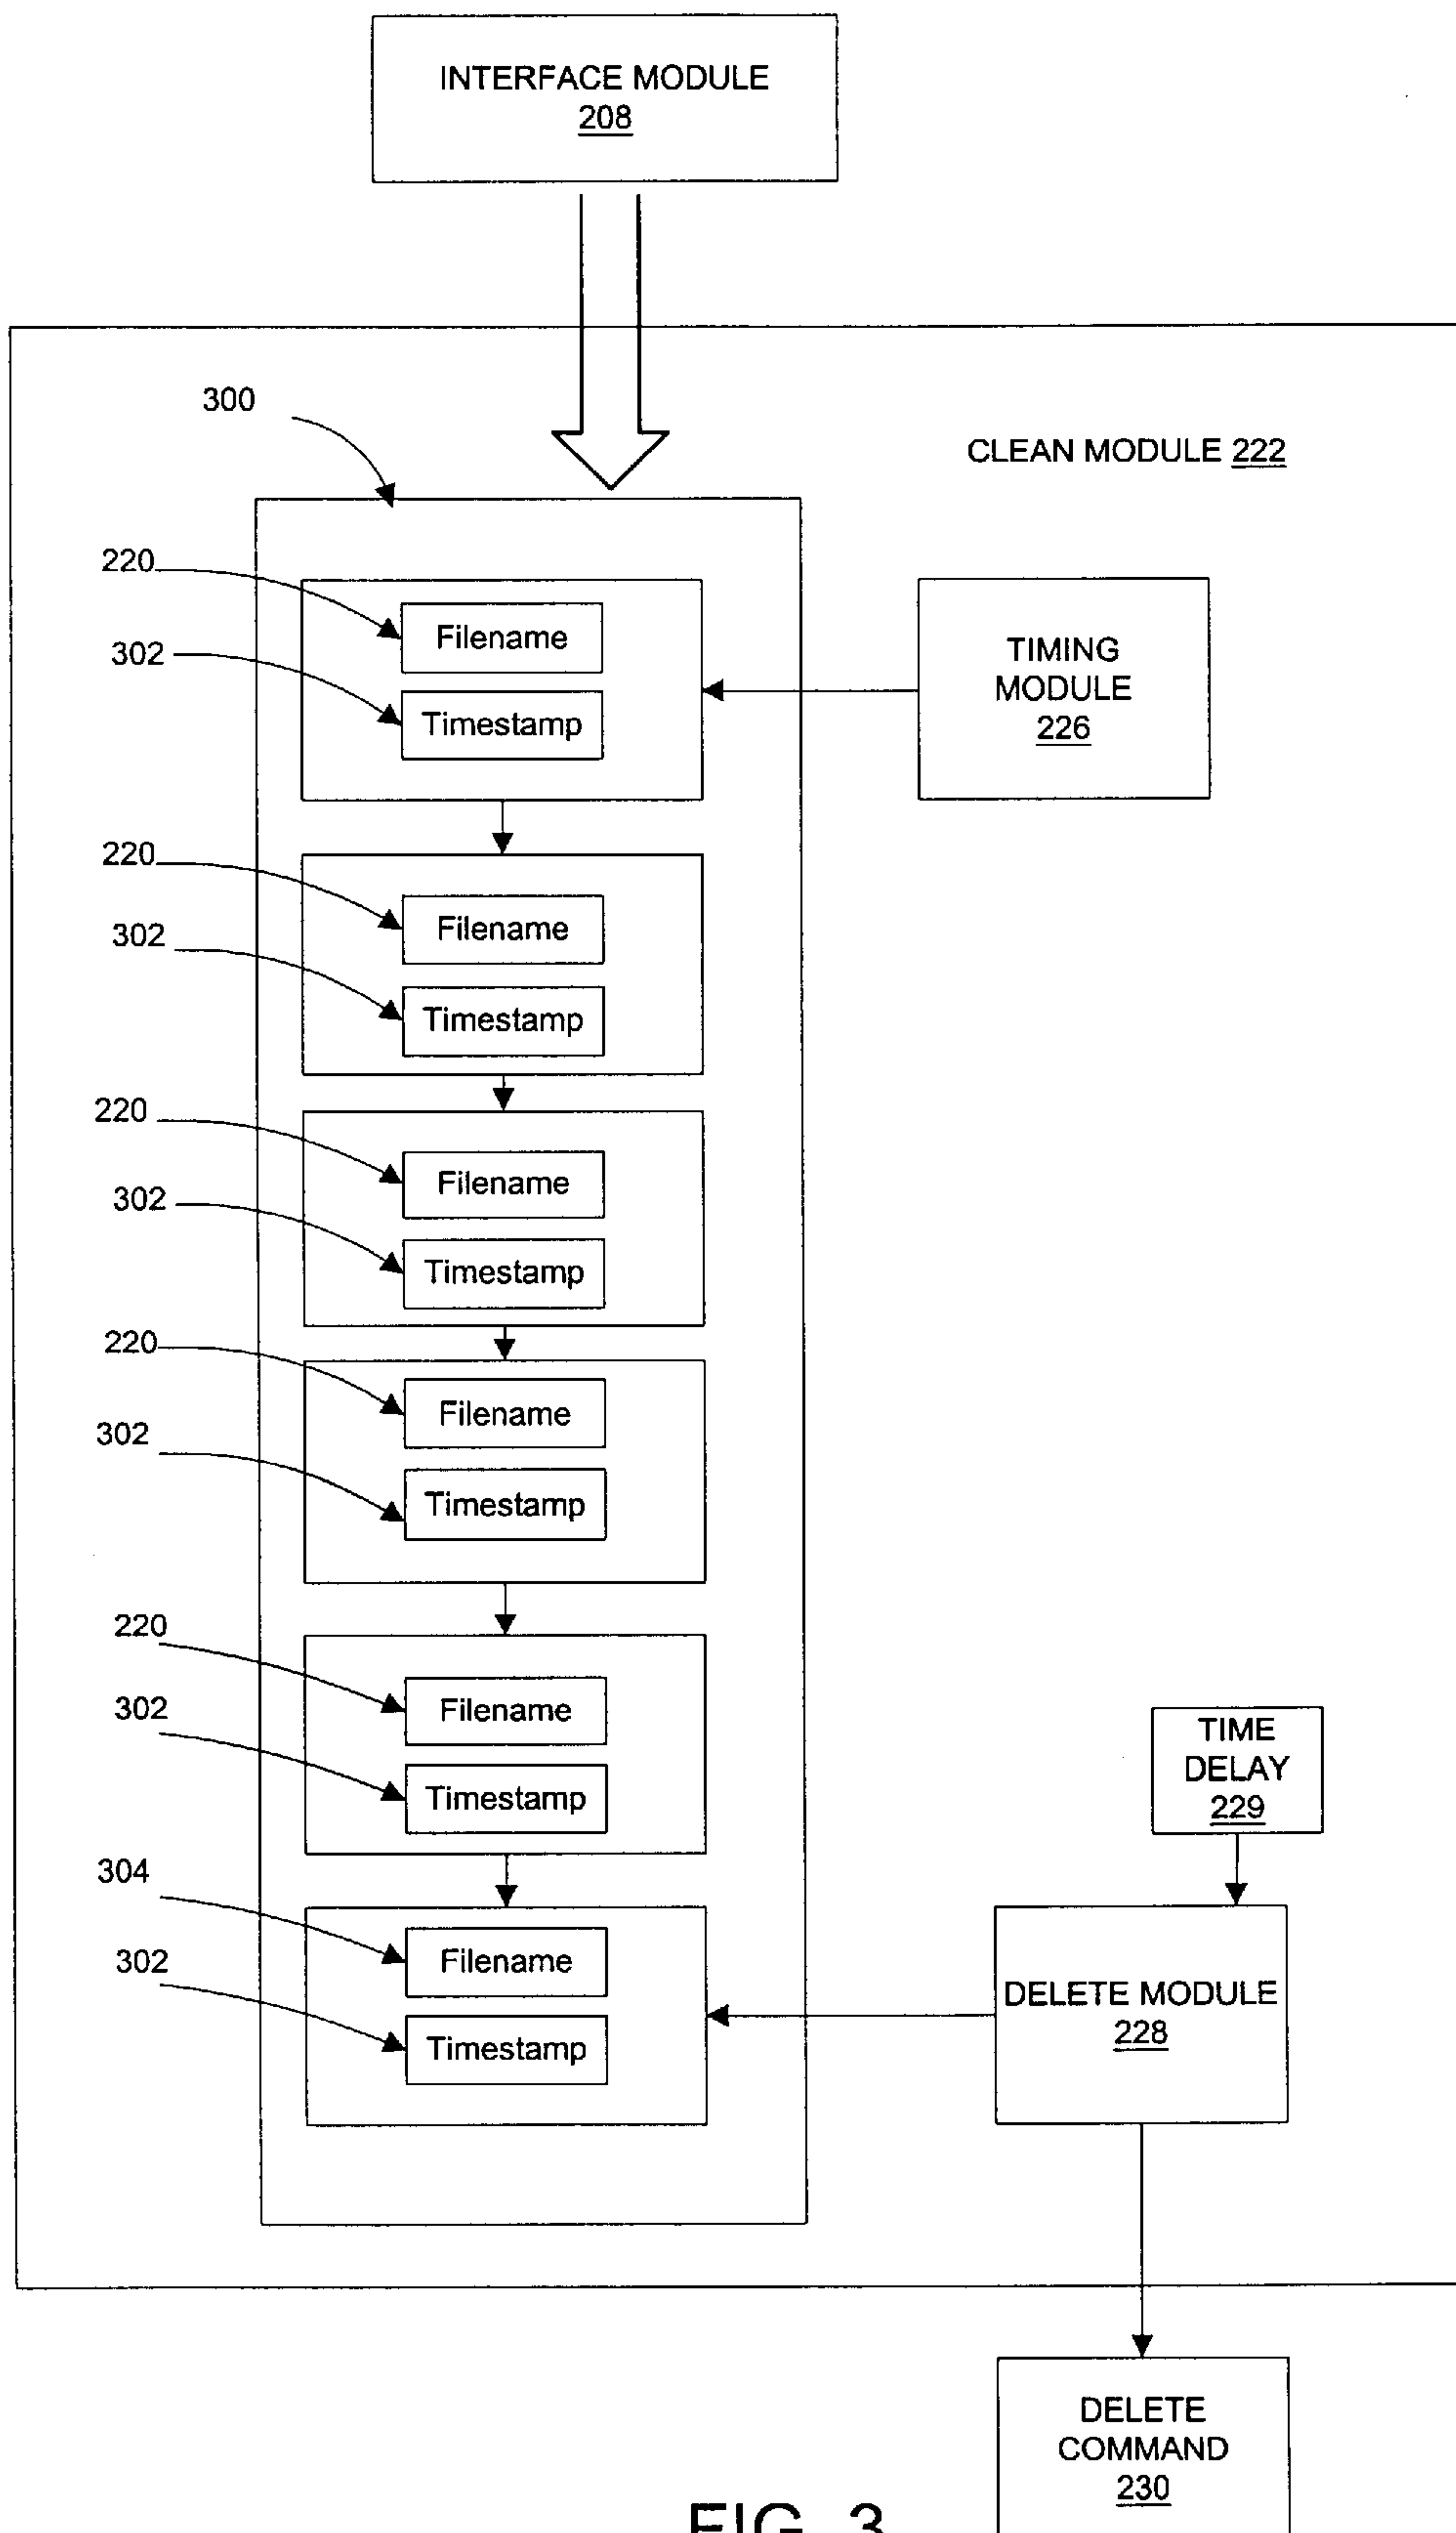 INTERFACE MODULE
208
300
CLEAN MODULE 222
220
Filename
302
Timestamp
TIMING
MODULE
226
220
Filename
302
Timestamp
220
Filename
302
Timestamp
220
Filename
302
Timestamp
220
Filename
302
Timestamp
TIME
DELAY
229
304
Filename
302
Timestamp
DELETE MODULE
228
DELETE
COMMAND
230
FIG. 3